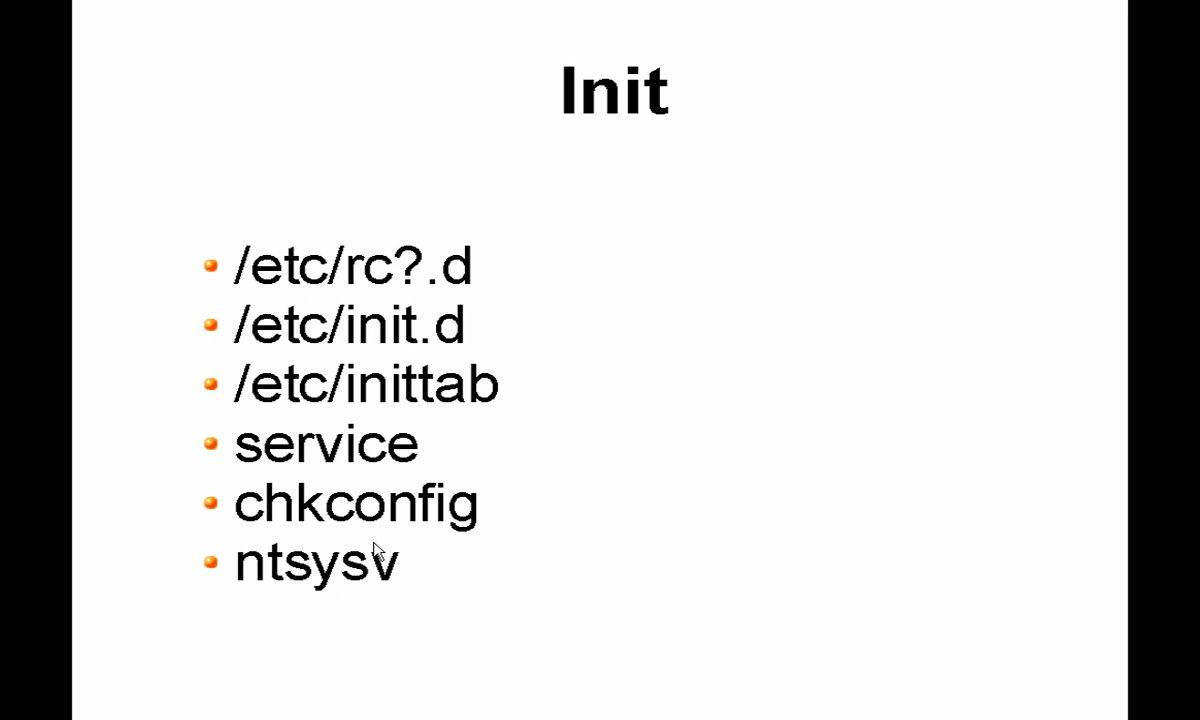 Init
/etc/rc?.d
/etc/init.d
/etc/inittab
service
chkconfig
ntsysv